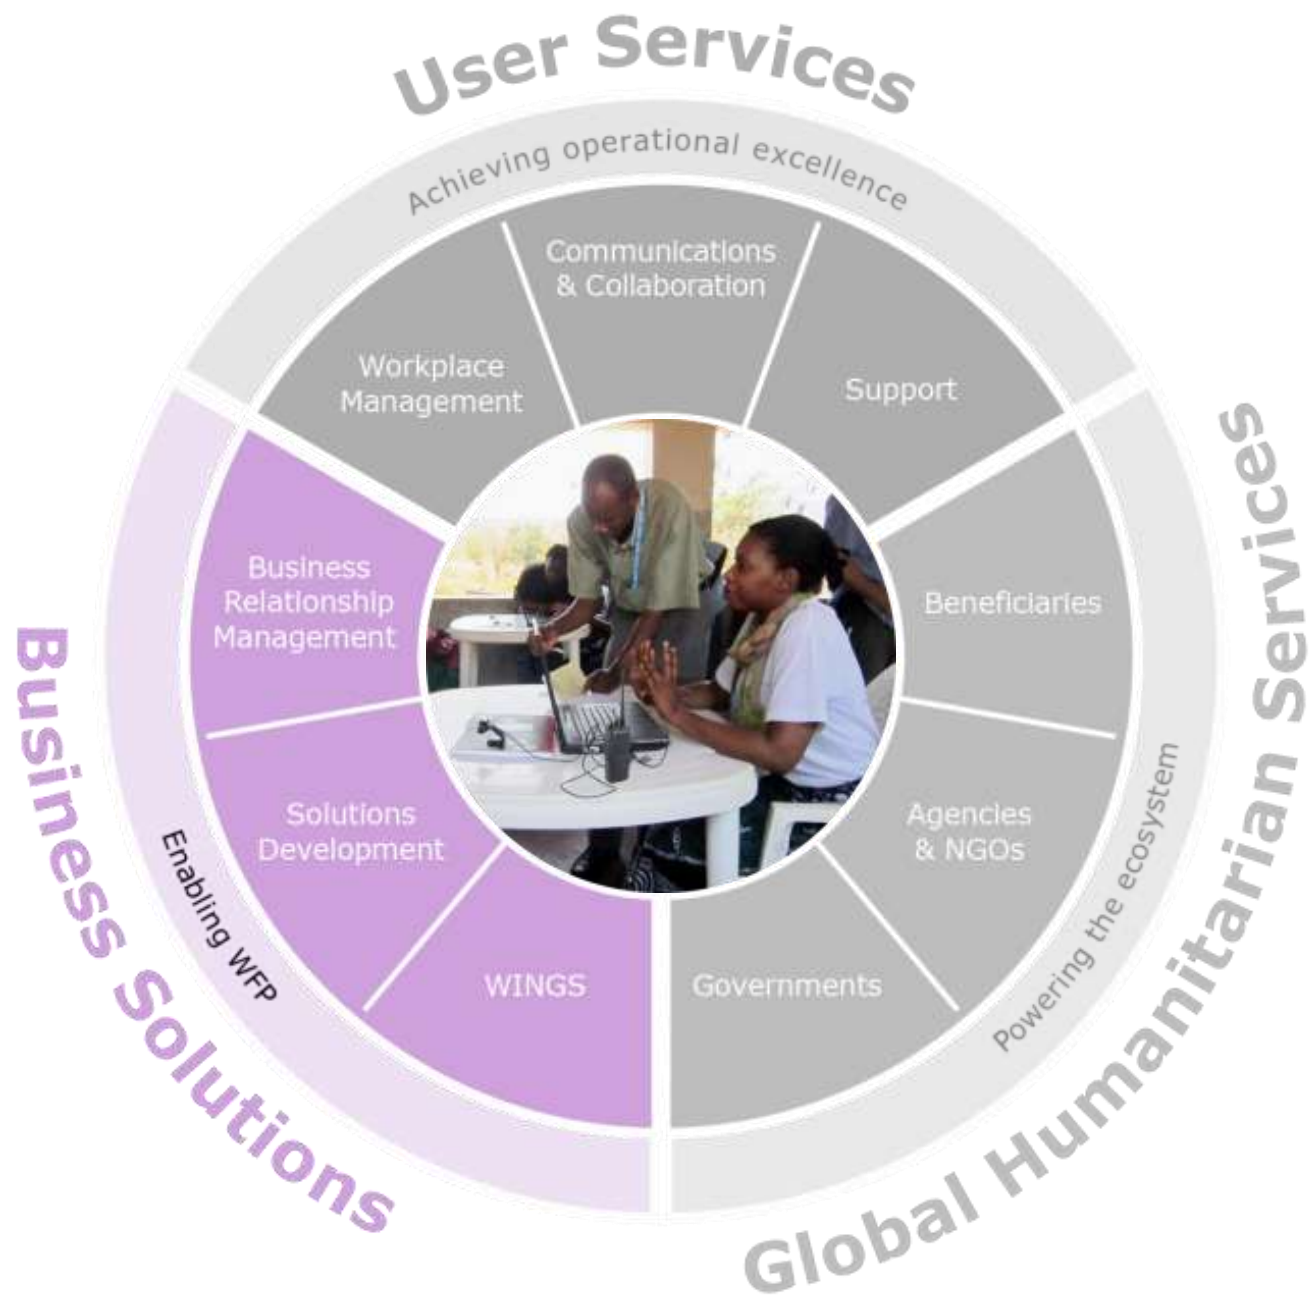 User Services
Achieving operational excellence
Communications
& Collaboration
Workplace
Management
Support
Business
Relationship
Management
Beneficiaries
Solutions
Development
Agencies
& NGOs
WINGS
Governments
Enabling WFP
Powering the ecosystem
Business Solutions
Global Humanitarian Services